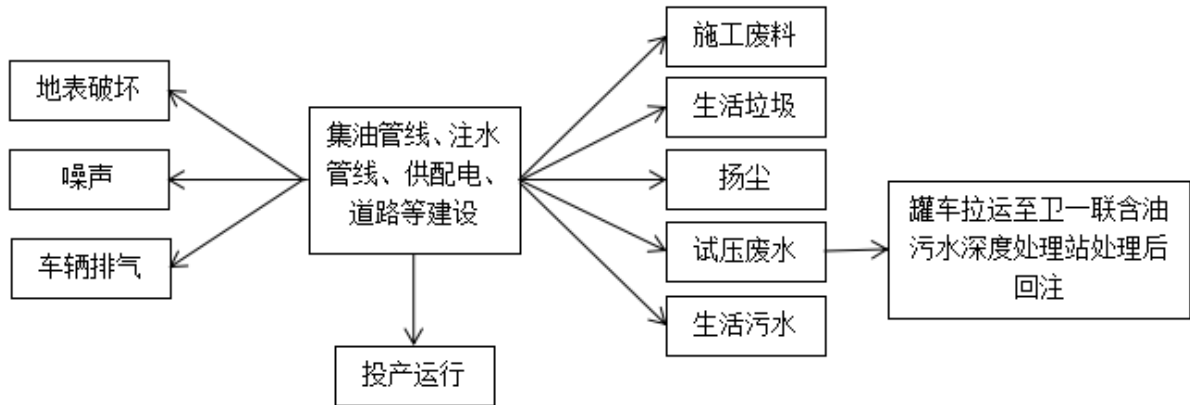 地表破坏
噪声
车辆排气
集油管线、注水
管线、供配电、
道路等建设
投产运行
施工废料
生活垃圾
扬尘
试压废水
生活污水
罐车拉运至卫一联含油
污水深度处理站处理后
回注